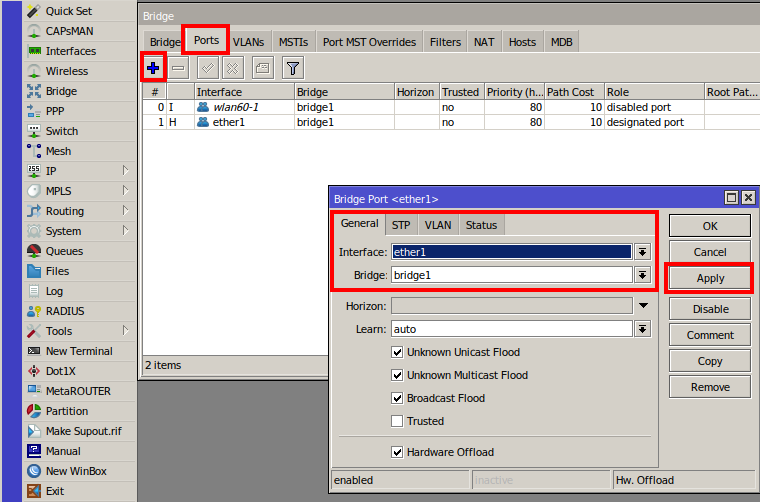 Quick Set
CAPsMAN
Interfaces
Wireless
Bridge
PPP
Switch
Mesh
IP
MPLS
Routing
System
Queues
Files
Log
RADIUS
Tools
New Terminal
Dot1X
MetaROUTER
Partition
Make Supout.rif
Manual
New WinBox
Exit
Bridge
Bridge Ports VLANs MSTIs Port MST Overrides Filters NAT Hosts MDB
# Interface Bridge Horizon Trusted Priority (h... Path Cost Role Root Pat...
0 I wlan60-1 bridge1 no 80 10 disabled port
1 H ether1 bridge1 no 80 10 designated port
2 items
Bridge Port <ether1>
General STP VLAN Status
Interface: ether1
Bridge: bridge1
Horizon:
Learn: auto
Unknown Unicast Flood
Unknown Multicast Flood
Broadcast Flood
Trusted
Hardware Offload
OK
Cancel
Apply
Disable
Comment
Copy
Remove
enabled inactive Hw. Offload